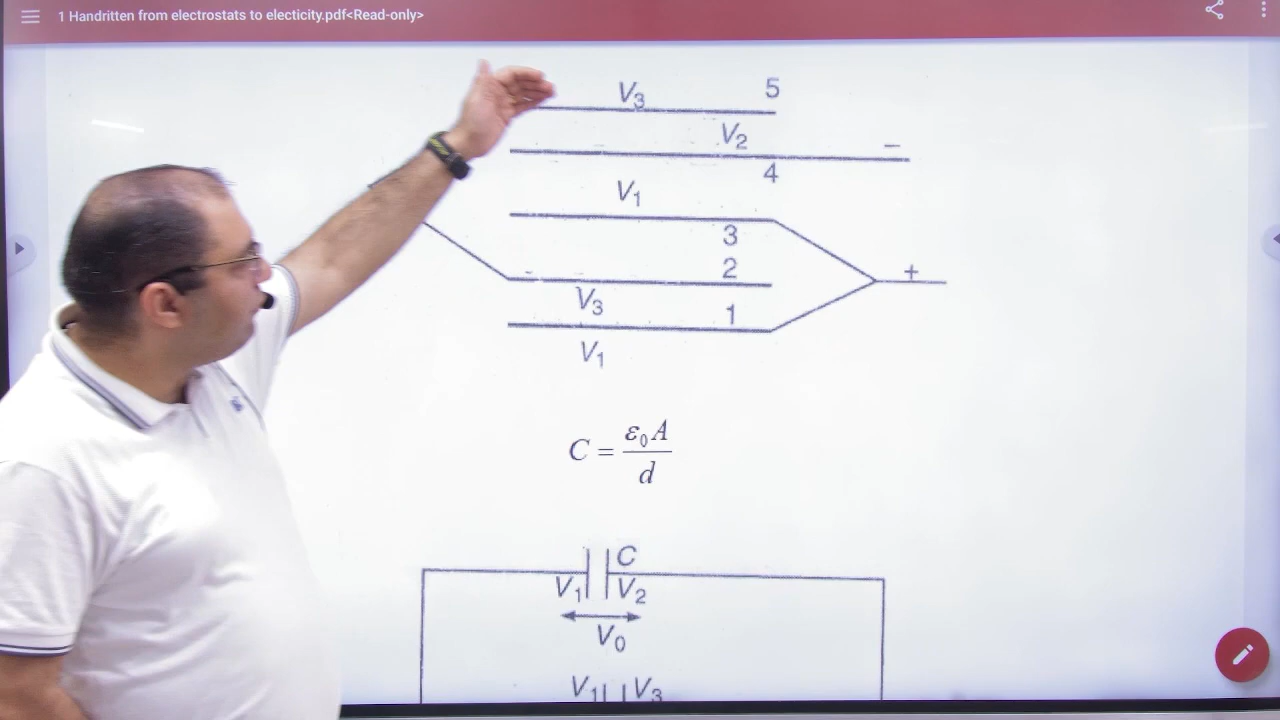 1 Handritten from electrostats to electicity.pdf<Read-only>
V₃ 5
V₂ −
4
V₁
3
2 +
V₃ 1
V₁
C = ε₀A / d
C
V₁ V₂
V₀
V₁ V₃